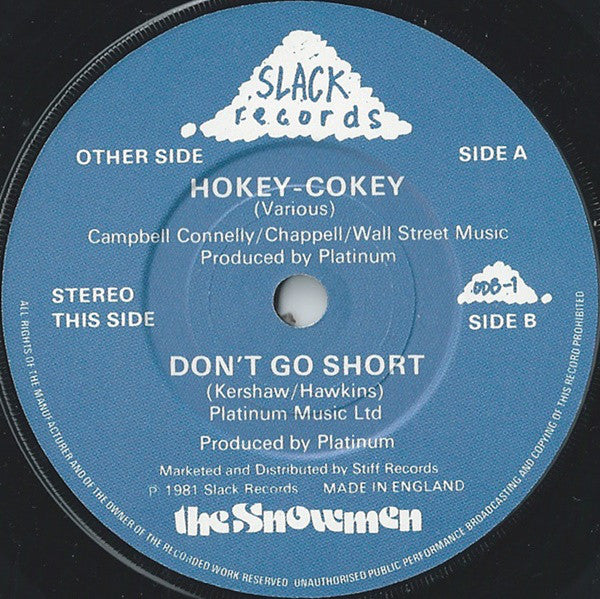 SLACK
records
OTHER SIDE
SIDE A
HOKEY-COKEY
(Various)
Campbell Connelly/Chappell/Wall Street Music
Produced by Platinum
STEREO
THIS SIDE
ODB-1
SIDE B
DON'T GO SHORT
(Kershaw/Hawkins)
Platinum Music Ltd
Produced by Platinum
Marketed and Distributed by Stiff Records
℗ 1981 Slack Records MADE IN ENGLAND
the Snowmen
ALL RIGHTS OF THE MANUFACTURER AND OF THE OWNER OF THE RECORDED WORK RESERVED UNAUTHORISED PUBLIC PERFORMANCE BROADCASTING AND COPYING OF THIS RECORD PROHIBITED